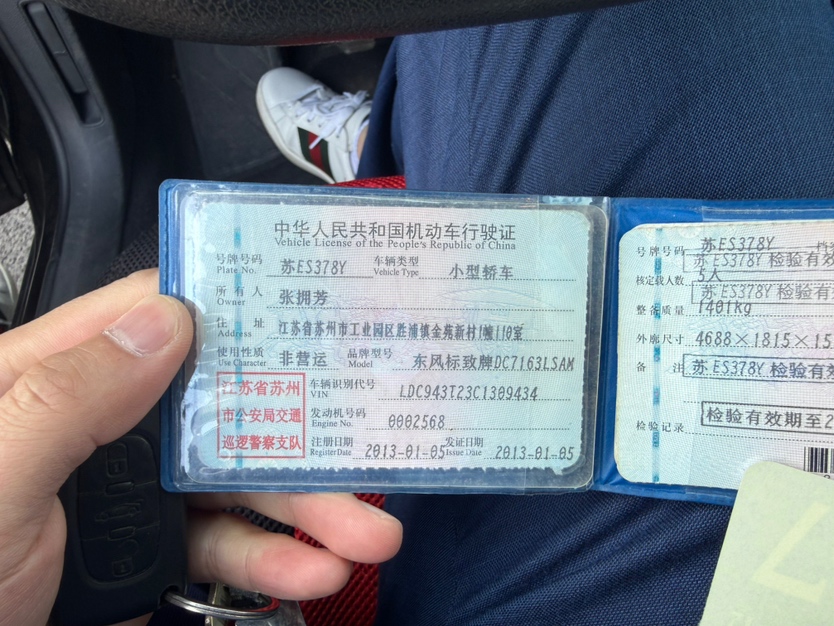 中华人民共和国机动车行驶证
Vehicle License of the People's Republic of China
号牌号码 苏ES378Y 车辆类型 小型轿车
Plate No. Vehicle Type
所有人 张拥芳
Owner
住址 江苏省苏州市工业园区胜浦镇金苑新村1幢110室
Address
使用性质 非营运 品牌型号 东风标致牌DC7163LSAM
Use Character Model
江苏省苏州
市公安局交通
巡逻警察支队
车辆识别代号 LDC943T23C1309434
VIN
发动机号码 0002568
Engine No.
注册日期 2013-01-05 发证日期 2013-01-05
Register Date Issue Date
号牌号码 苏ES378Y
苏ES378Y 检验有效
核定载人数 5人
苏ES378Y 检验有
整备质量 1401kg
外廓尺寸 4688×1815×15
备注 苏ES378Y 检验有效
检验有效期至2
检验记录